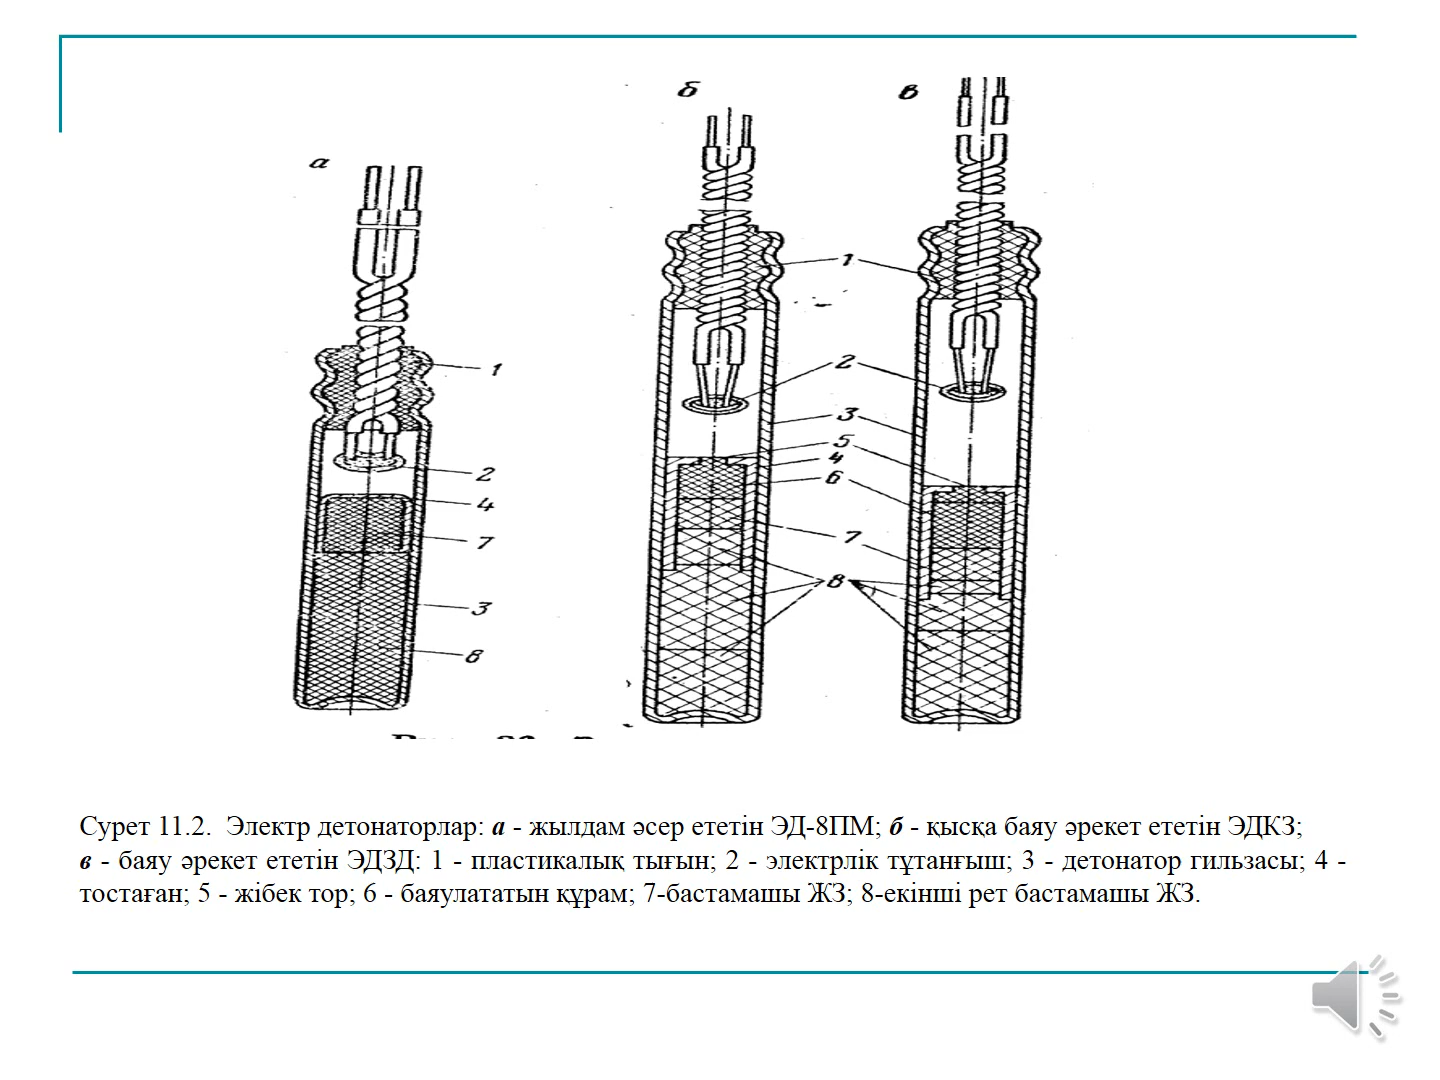 а
б
в
1
2
4
7
3
8
1
2
3
5
4
6
7
8
Сурет 11.2. Электр детонаторлар: а - жылдам әсер ететін ЭД-8ПМ; б - қысқа баяу әрекет ететін ЭДКЗ;
в - баяу әрекет ететін ЭДЗД: 1 - пластикалық тығын; 2 - электрлік тұтанғыш; 3 - детонатор гильзасы; 4 -
тостаған; 5 - жібек тор; 6 - баяулататын құрам; 7-бастамашы ЖЗ; 8-екінші рет бастамашы ЖЗ.